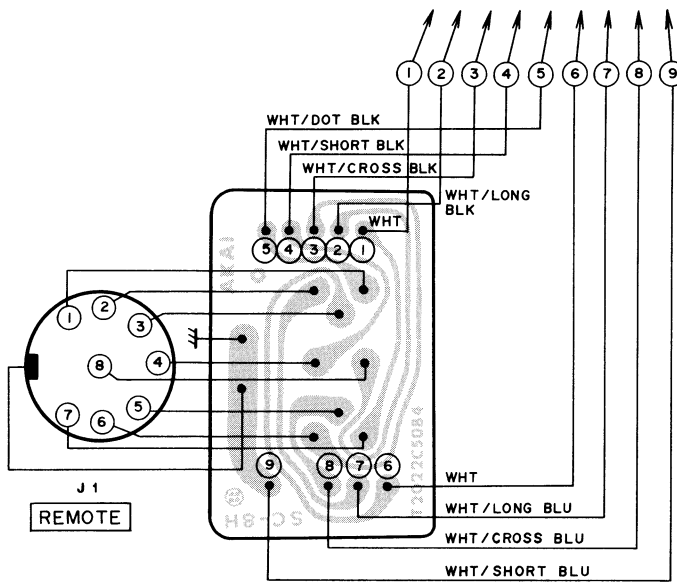 1 2 3 4 5 6 7 8 9
WHT/DOT BLK
WHT/SHORT BLK
WHT/CROSS BLK
WHT/LONG
BLK
WHT
5 4 3 2 1
AKAI
1 2 3 4 5 6 7 8
9 8 7 6
T2022C5084
SC-8H
J1
REMOTE
WHT
WHT/LONG BLU
WHT/CROSS BLU
WHT/SHORT BLU